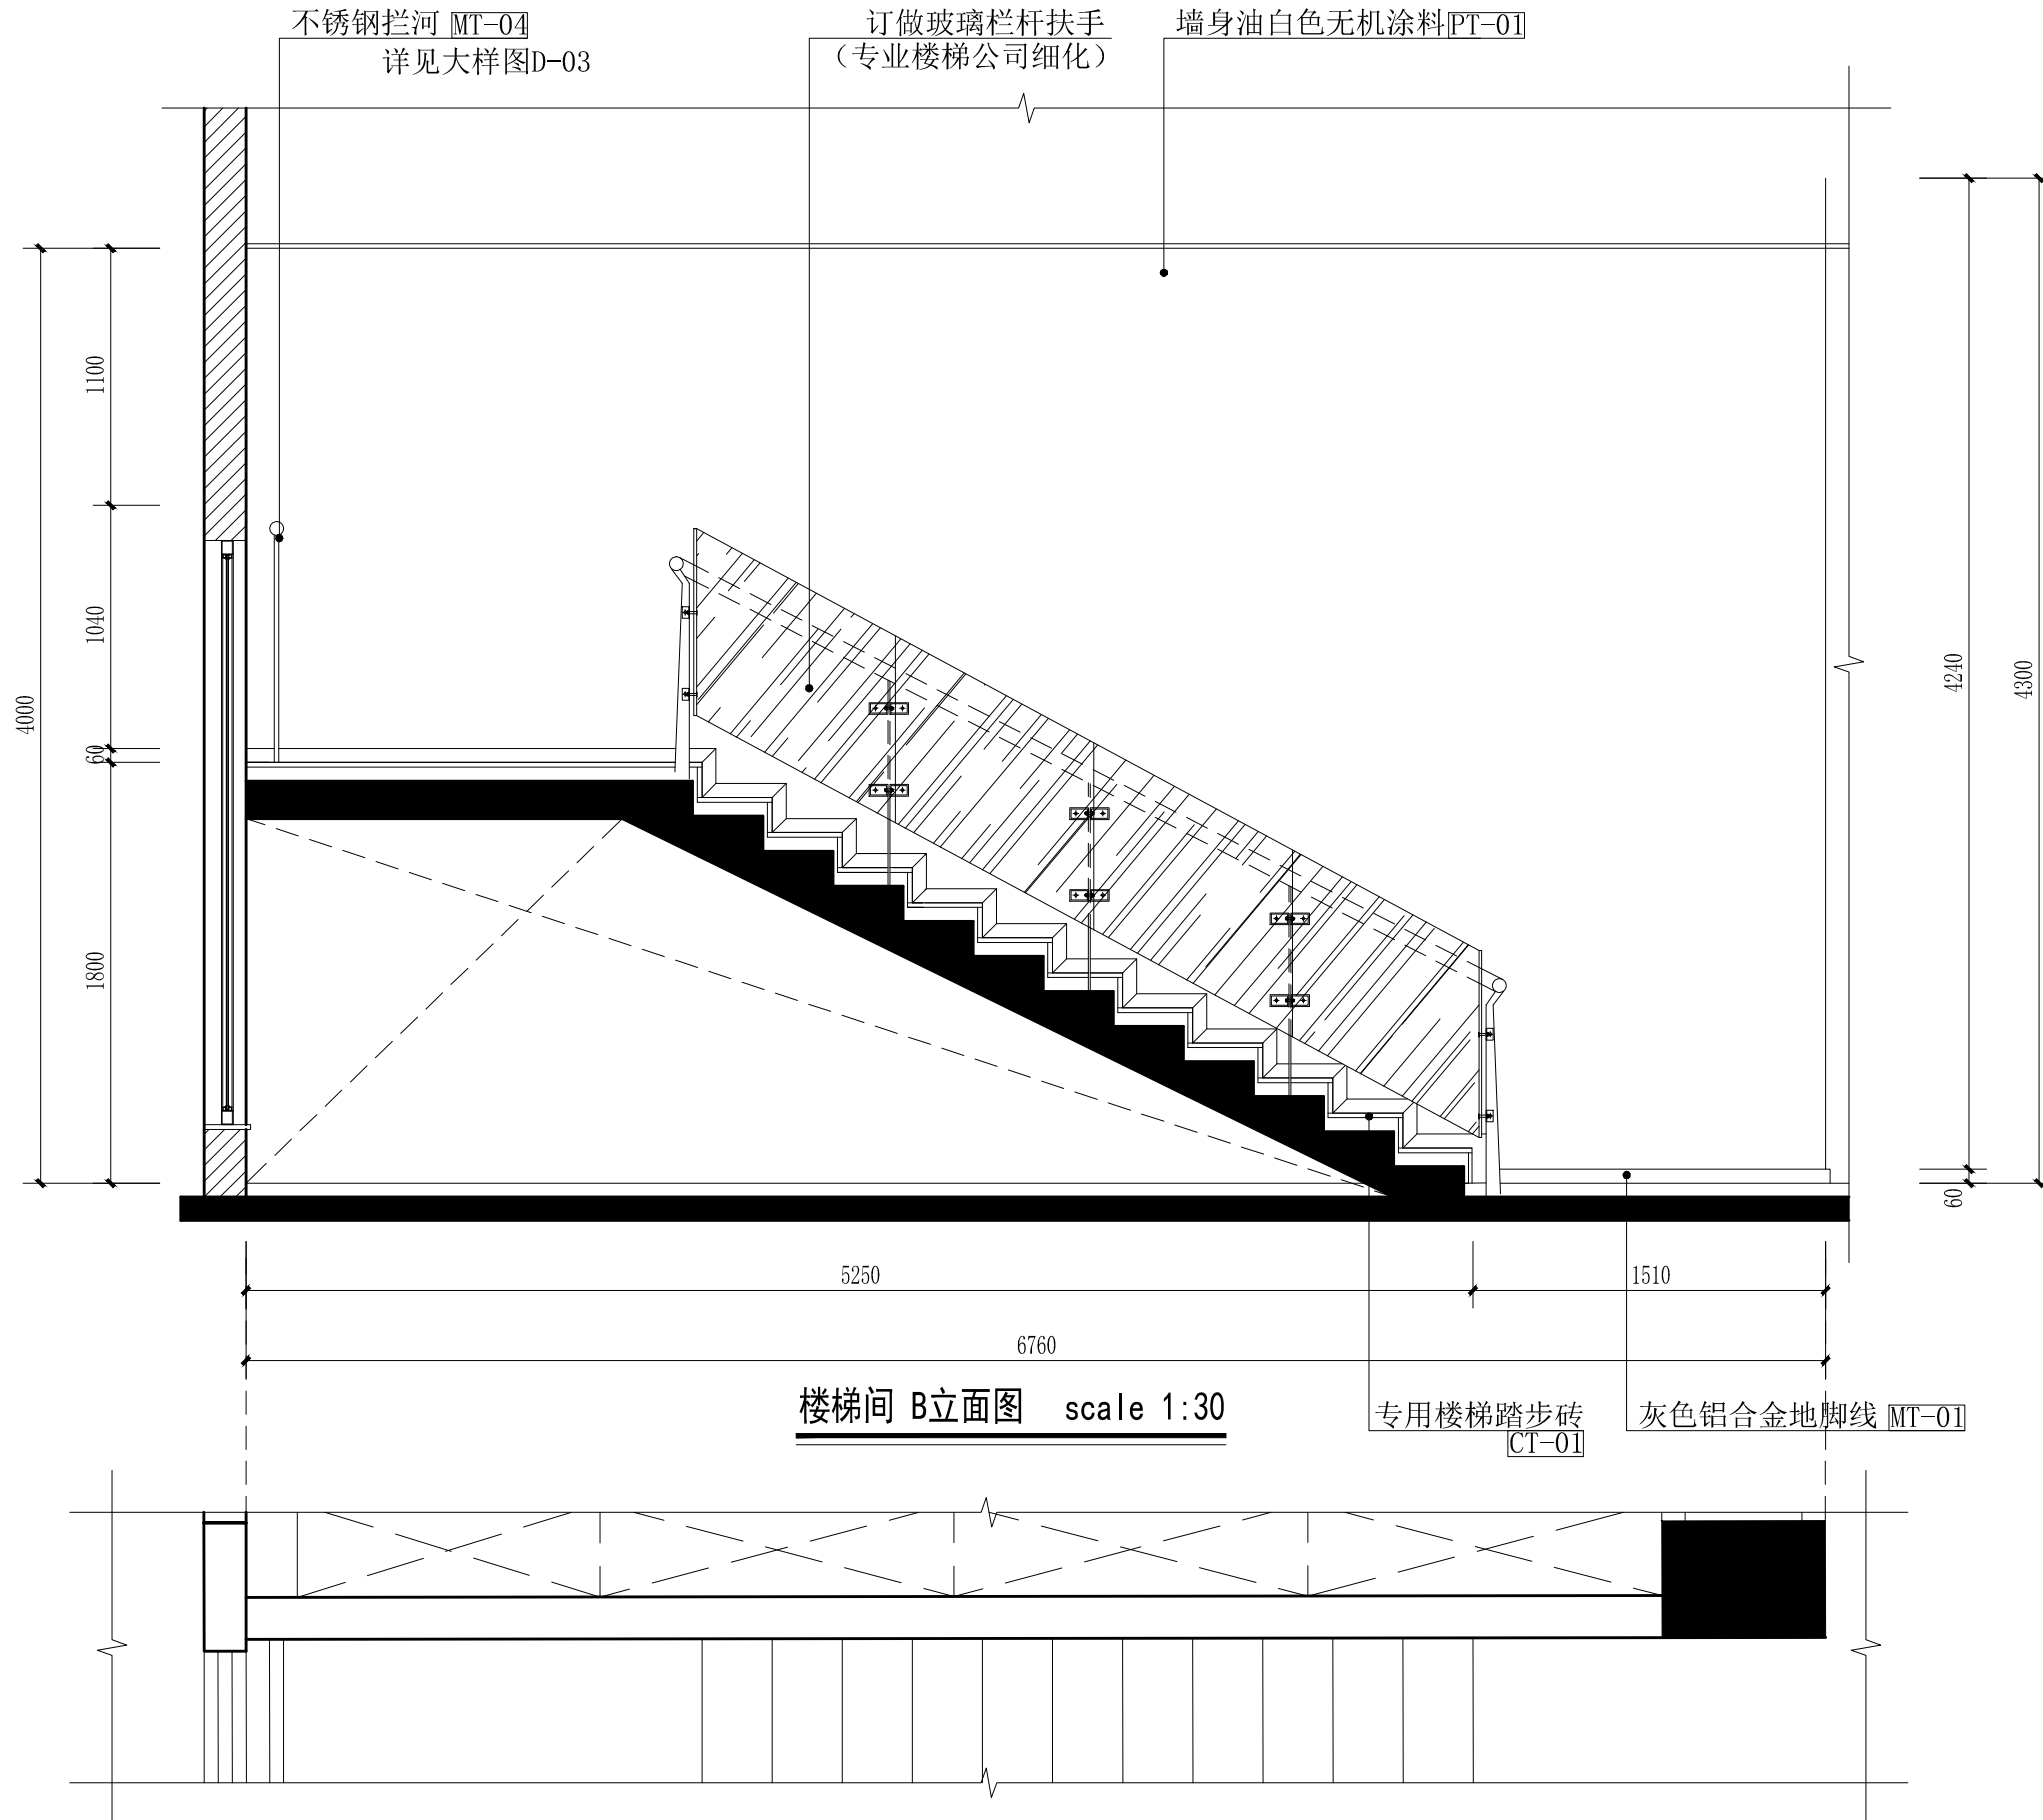 不锈钢拦河 MT-04
详见大样图D-03
订做玻璃栏杆扶手
（专业楼梯公司细化）
墙身油白色无机涂料PT-01
1100
1040
60
1800
4000
4240
60
4300
5250
1510
6760
楼梯间 B立面图 scale 1:30
专用楼梯踏步砖
CT-01
灰色铝合金地脚线 MT-01